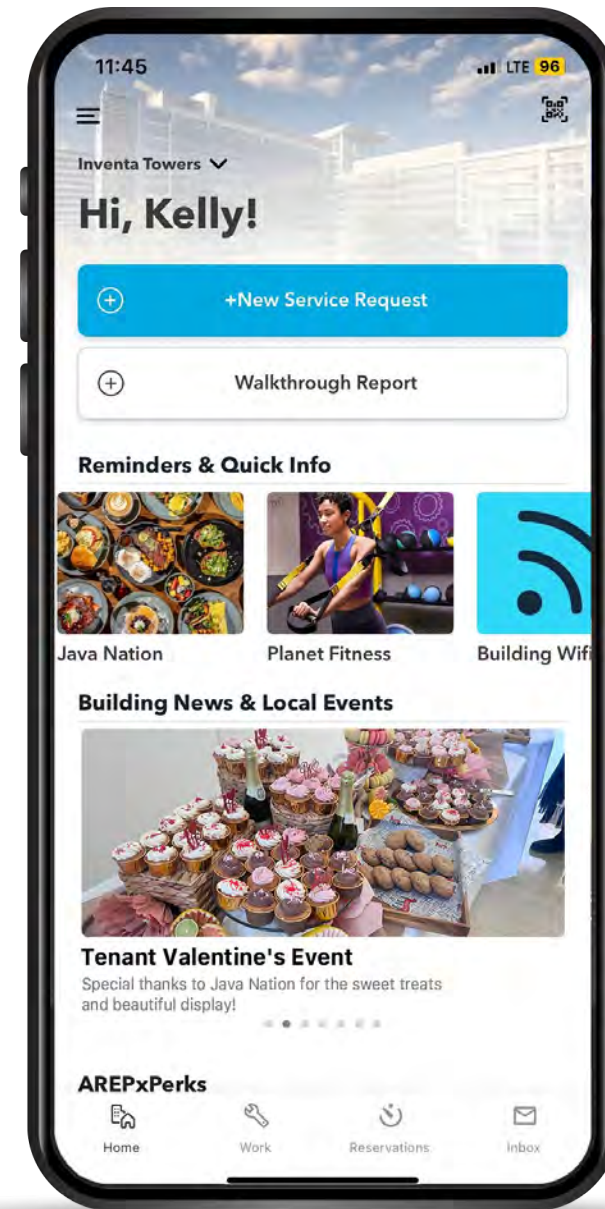 11:45
LTE 96
Inventa Towers
Hi, Kelly!
+New Service Request
Walkthrough Report
Reminders & Quick Info
Java Nation
Planet Fitness
Building Wifi
Building News & Local Events
Tenant Valentine's Event
Special thanks to Java Nation for the sweet treats
and beautiful display!
AREPxPerks
Home
Work
Reservations
Inbox